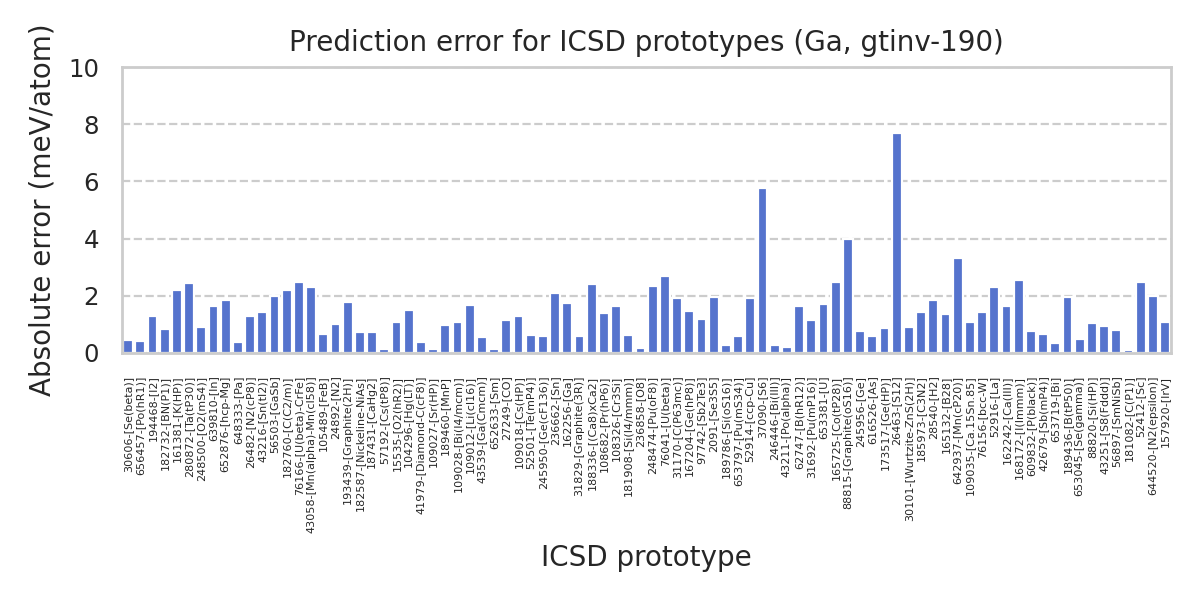 Prediction error for ICSD prototypes (Ga, gtinv-190)
Absolute error (meV/atom)
10
8
6
4
2
0
30606-[Se(beta)]
656457-[Po(hR1)]
194468-[I2]
182732-[BN(P1)]
16381-[K(HP)]
280872-[Ta(tP30)]
248500-[O2(mS4)]
639810-[In]
652876-[hcp-Mg]
648333-[Pa]
26482-[N2(cP8)]
43216-[Sn(tI2)]
56503-[GaSb]
182760-[C(C2/m)]
76166-[U(beta)-CrFe]
43058-[Mn(alpha)-Mn(cI58)]
105489-[FeB]
24892-[N2]
193439-[Graphite(2H)]
182587-[Nickeline-NiAs]
187431-[CaHg2]
57192-[Cs(tP8)]
15535-[O2(hR2)]
104296-[Hg(LT)]
41979-[Diamond-C(cF8)]
109027-[Sr(HP)]
189460-[MnP]
109028-[Bi(I4/mcm)]
109012-[Li(cI16)]
43539-[Ga(Cmcm)]
652633-[Sm]
27249-[CO]
109018-[Cs(HP)]
52501-[Te(mP4)]
245950-[Ge(cF136)]
236662-[Sn]
162256-[Ga]
31829-[Graphite(3R)]
188336-[(Ca8)xCa2]
108682-[Pr(hP6)]
108326-[Cr3Si]
181908-[Si(I4/mmm)]
236858-[O8]
248474-[Pu(oF8)]
76041-[U(beta)]
31170-[C(P63mc)]
167204-[Ge(hP8)]
97742-[Sb2Te3]
2091-[Se3S5]
189786-[Si(oS16)]
653797-[Pu(mS34)]
52914-[ccp-Cu]
37090-[S6]
246446-[Bi(III)]
43211-[Po(alpha)]
62747-[B(hR12)]
31692-[Pu(mP16)]
653381-[U]
165725-[Co(tP28)]
88815-[Graphite(oS16)]
245956-[Ge]
616526-[As]
173517-[Ge(HP)]
2646-[S12]
30101-[Wurtzite-ZnS(2H)]
185973-[C3N2]
28540-[H2]
165132-[B28]
642937-[Mn(cP20)]
109035-[Ca.15Sn.85]
76156-[bcc-W]
52916-[La]
162242-[Ca(III)]
168172-[I(Immm)]
609832-[P(black)]
42679-[Sb(mP4)]
653719-[Bi]
189436-[B(tP50)]
653045-[Se(gamma)]
88820-[Si(HP)]
43251-[S8(Fddd)]
56897-[SmNiSb]
181082-[C(P1)]
52412-[Sc]
644520-[N2(epsilon)]
157920-[IrV]
ICSD prototype